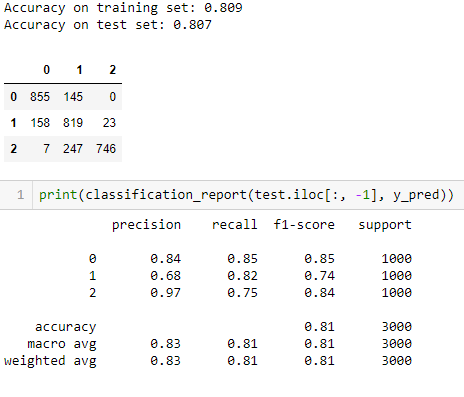 Accuracy on training set: 0.809
Accuracy on test set: 0.807
0 1 2
0 855 145 0
1 158 819 23
2 7 247 746
1 print(classification_report(test.iloc[:, -1], y_pred))
precision recall f1-score support
0 0.84 0.85 0.85 1000
1 0.68 0.82 0.74 1000
2 0.97 0.75 0.84 1000
accuracy 0.81 3000
macro avg 0.83 0.81 0.81 3000
weighted avg 0.83 0.81 0.81 3000